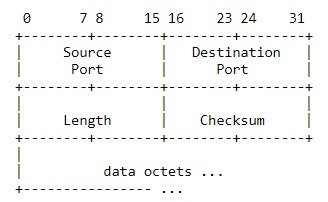 0 7 8 15 16 23 24 31
+--------+--------+--------+--------+
| Source | Destination |
| Port | Port |
+--------+--------+--------+--------+
| | |
| Length | Checksum |
+--------+--------+--------+--------+
|
| data octets ...
+---------------- ...